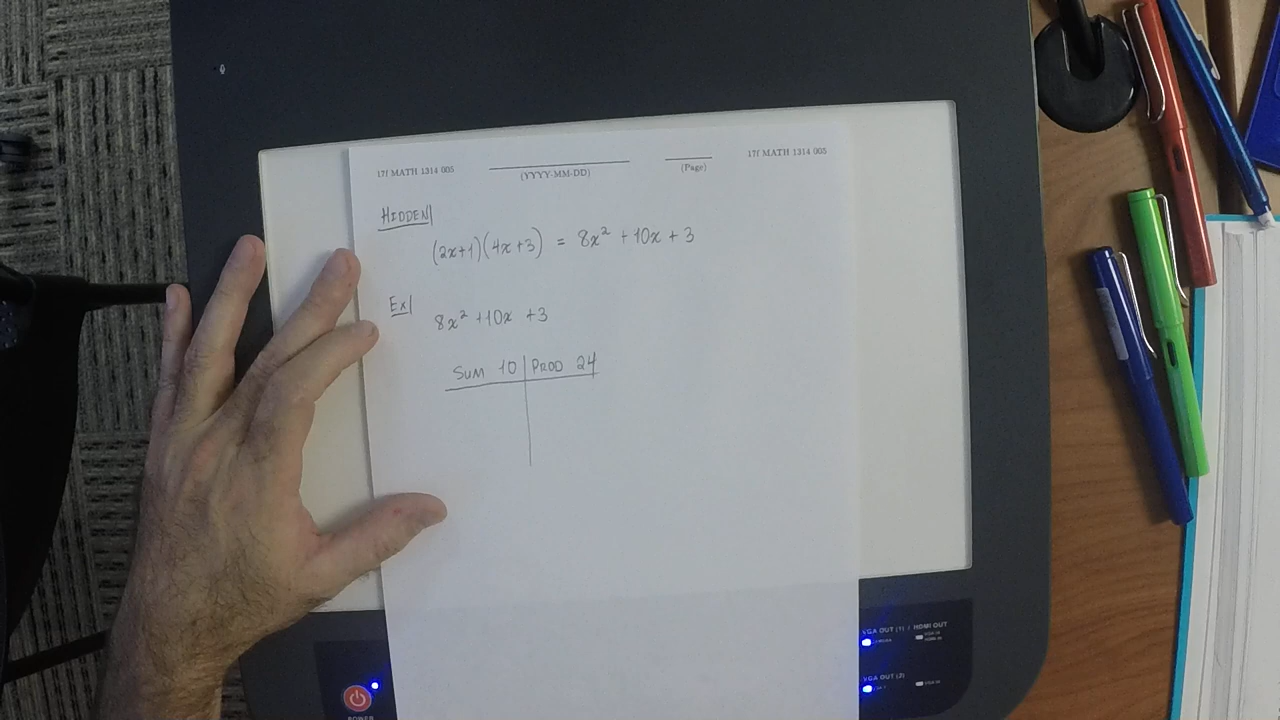 17f MATH 1314 005
(YYYY-MM-DD)
(Page)
17f MATH 1314 005
HIDDEN
(2x+1)(4x+3) = 8x² + 10x + 3
Ex
8x² + 10x + 3
SUM 10 | PROD 24
VGA OUT (1) / HDMI OUT
VGA OUT (2)
POWER